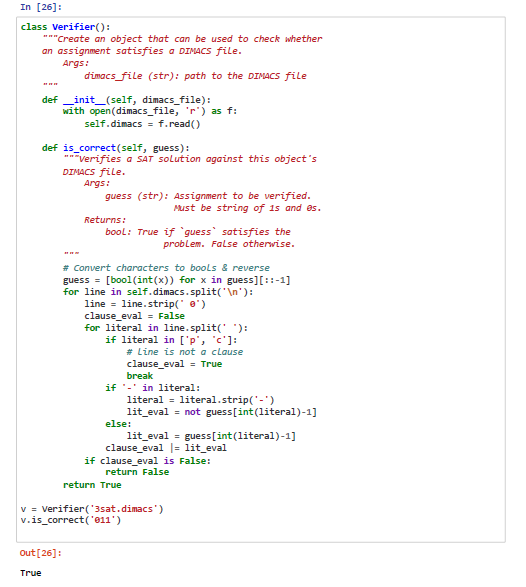 In [26]:
class Verifier():
    """Create an object that can be used to check whether
    an assignment satisfies a DIMACS file.
        Args:
            dimacs_file (str): path to the DIMACS file
    """
    def __init__(self, dimacs_file):
        with open(dimacs_file, 'r') as f:
            self.dimacs = f.read()

    def is_correct(self, guess):
        """Verifies a SAT solution against this object's
        DIMACS file.
            Args:
                guess (str): Assignment to be verified.
                             Must be string of 1s and 0s.
            Returns:
                bool: True if `guess` satisfies the
                           problem. False otherwise.
        """
        # Convert characters to bools & reverse
        guess = [bool(int(x)) for x in guess][::-1]
        for line in self.dimacs.split('\n'):
            line = line.strip(' 0')
            clause_eval = False
            for literal in line.split(' '):
                if literal in ['p', 'c']:
                    # line is not a clause
                    clause_eval = True
                    break
                if '-' in literal:
                    literal = literal.strip('-')
                    lit_eval = not guess[int(literal)-1]
                else:
                    lit_eval = guess[int(literal)-1]
                clause_eval |= lit_eval
            if clause_eval is False:
                return False
        return True

v = Verifier('3sat.dimacs')
v.is_correct('011')
Out[26]:
True